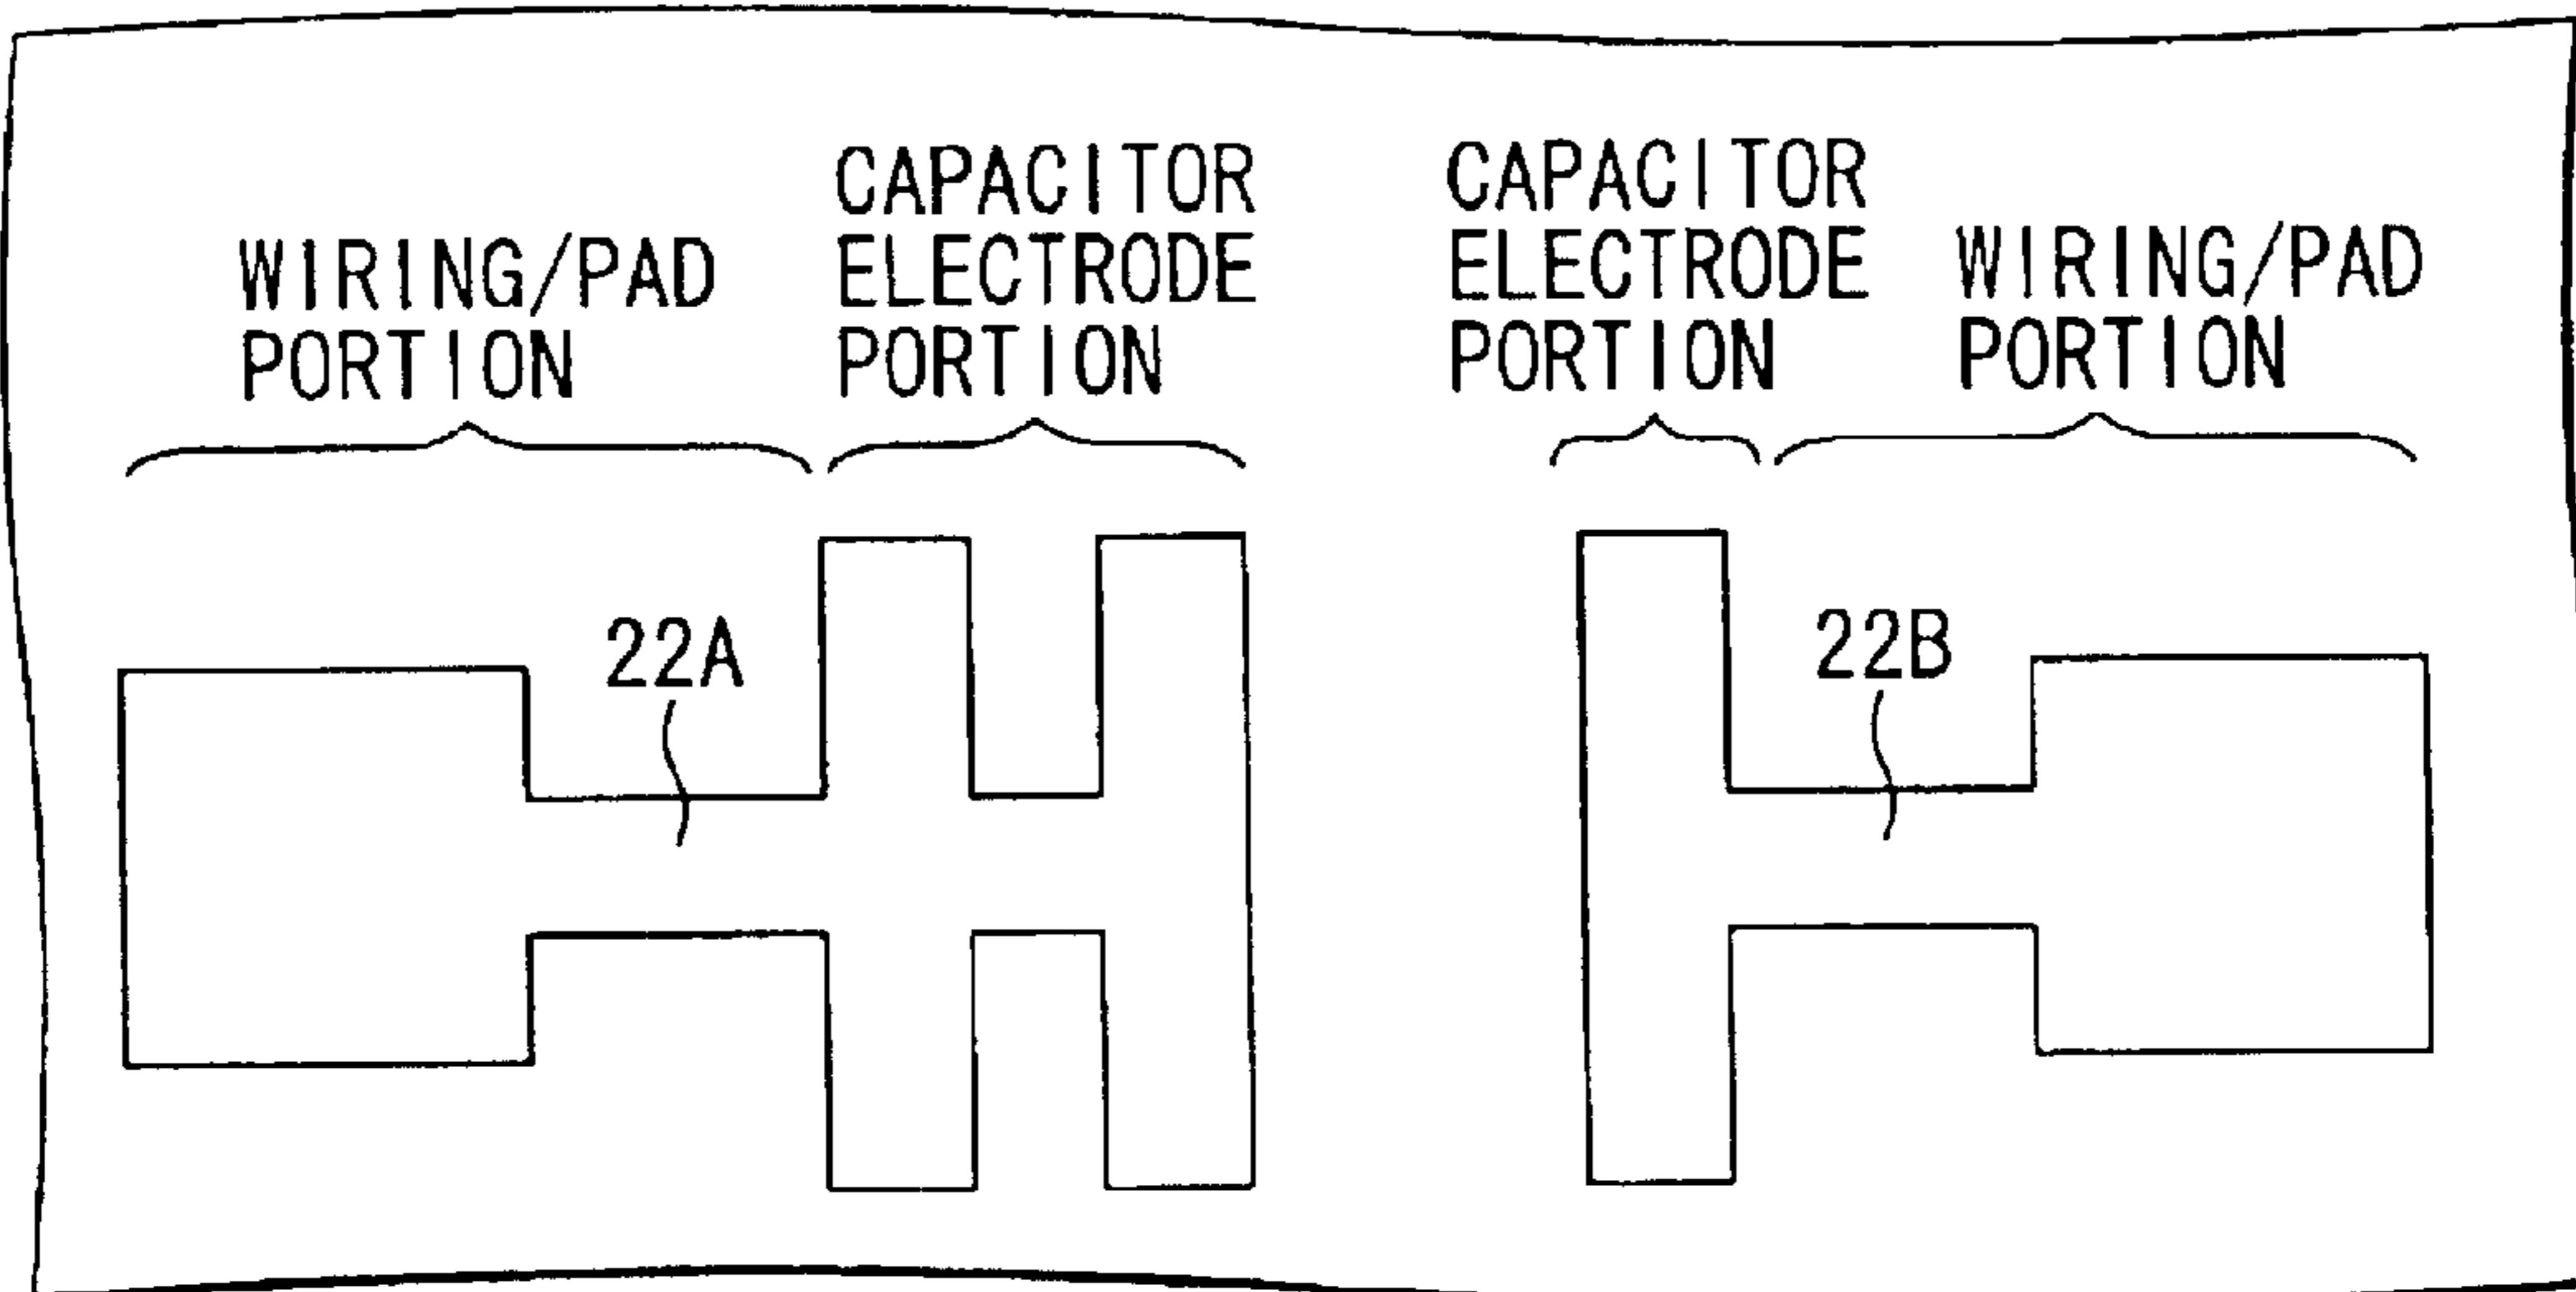 WIRING/PAD
PORTION
CAPACITOR
ELECTRODE
PORTION
CAPACITOR
ELECTRODE
PORTION
WIRING/PAD
PORTION
22A
22B